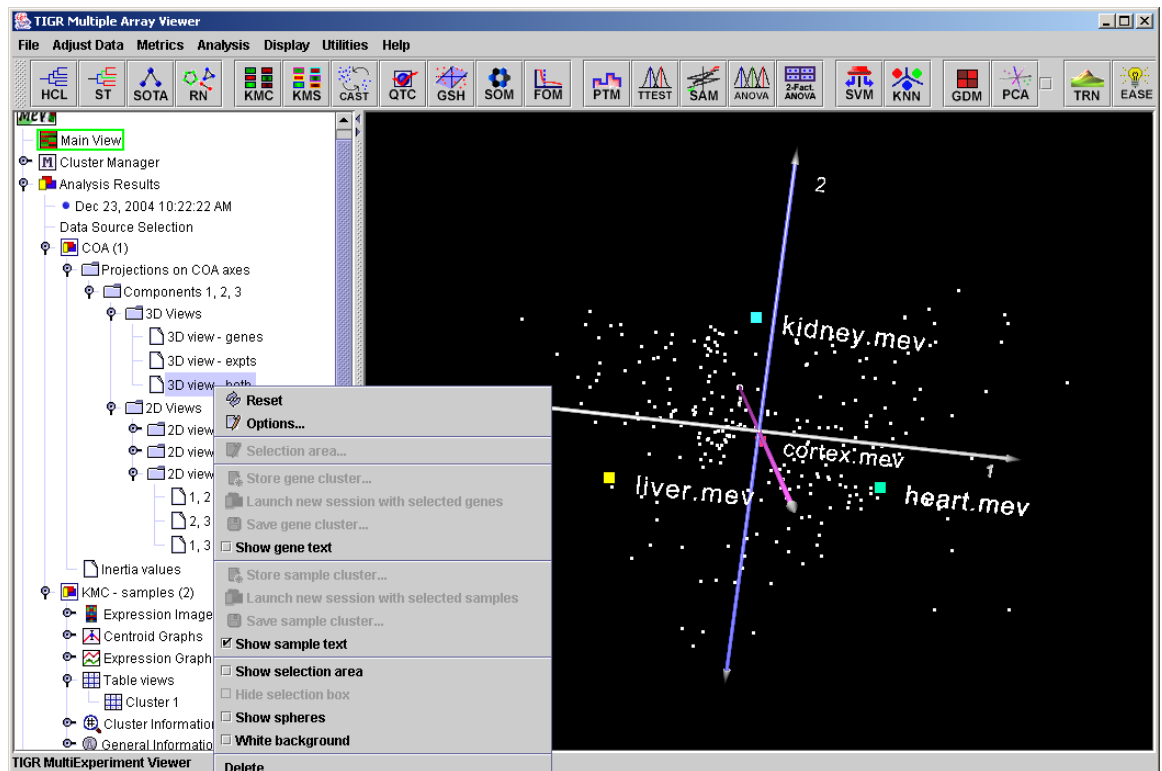 TIGR Multiple Array Viewer
File Adjust Data Metrics Analysis Display Utilities Help
HCL ST SOTA RN KMC KMS CAST QTC GSH SOM FOM PTM TTEST SAM ANOVA 2-Fact. ANOVA SVM KNN GDM PCA TRN EASE
MeV
Main View
Cluster Manager
Analysis Results
Dec 23, 2004 10:22:22 AM
Data Source Selection
COA (1)
Projections on COA axes
Components 1, 2, 3
3D Views
3D view - genes
3D view - expts
3D view - both
2D Views
2D view
2D view
2D view
1, 2
2, 3
1, 3
Inertia values
KMC - samples (2)
Expression Image
Centroid Graphs
Expression Graph
Table views
Cluster 1
Cluster Informatio
General Informatio
Reset
Options...
Selection area...
Store gene cluster...
Launch new session with selected genes
Save gene cluster...
Show gene text
Store sample cluster...
Launch new session with selected samples
Save sample cluster...
Show sample text
Show selection area
Hide selection box
Show spheres
White background
Delete
2
kidney.mev
cortex.mev
1
liver.mev
heart.mev
TIGR MultiExperiment Viewer